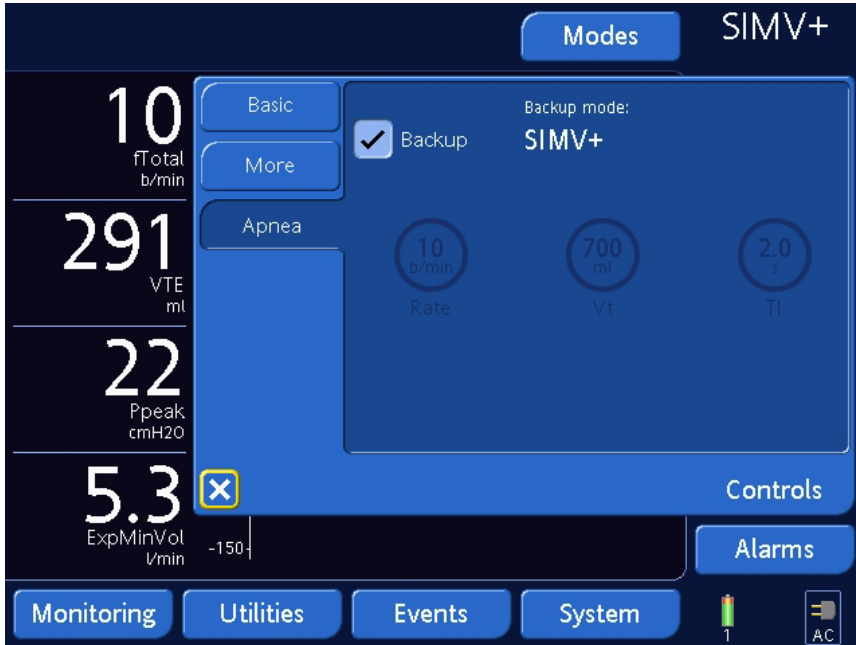 Modes
SIMV+
10
fTotal
b/min
291
VTE
ml
22
Ppeak
cmH2O
5.3
ExpMinVol
l/min
Basic
More
Apnea
Backup
Backup mode:
SIMV+
10
b/min
Rate
700
ml
Vt
2.0
s
TI
Controls
-150
Alarms
Monitoring
Utilities
Events
System
1
AC